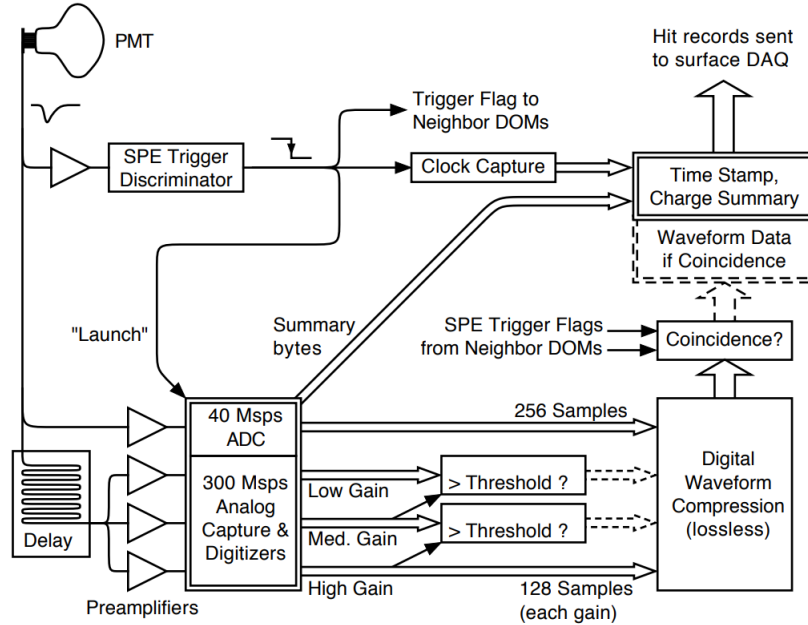 PMT
Hit records sent
to surface DAQ
Trigger Flag to
Neighbor DOMs
SPE Trigger
Discriminator
Clock Capture
Time Stamp,
Charge Summary
Waveform Data
if Coincidence
"Launch"
Summary
bytes
SPE Trigger Flags
from Neighbor DOMs
Coincidence?
40 Msps
ADC
256 Samples
300 Msps
Analog
Capture &
Digitizers
Low Gain
> Threshold ?
Med. Gain
> Threshold ?
High Gain
128 Samples
(each gain)
Digital
Waveform
Compression
(lossless)
Delay
Preamplifiers